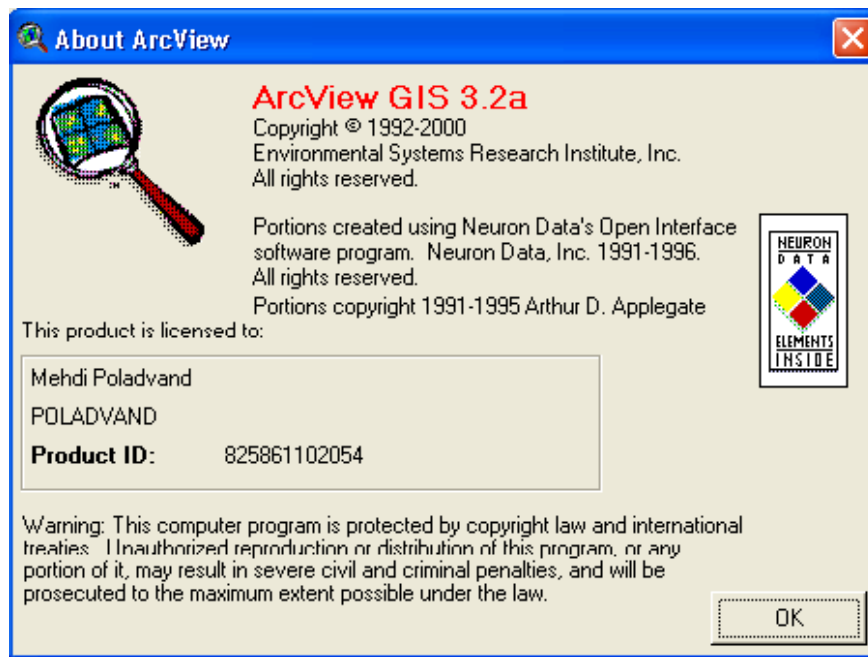 About ArcView
ArcView GIS 3.2a
Copyright © 1992-2000
Environmental Systems Research Institute, Inc.
All rights reserved.
Portions created using Neuron Data's Open Interface
software program. Neuron Data, Inc. 1991-1996.
All rights reserved.
Portions copyright 1991-1995 Arthur D. Applegate
NEURON
DATA
ELEMENTS
INSIDE
This product is licensed to:
Mehdi Poladvand
POLADVAND
Product ID: 825861102054
Warning: This computer program is protected by copyright law and international
treaties. Unauthorized reproduction or distribution of this program, or any
portion of it, may result in severe civil and criminal penalties, and will be
prosecuted to the maximum extent possible under the law.
OK